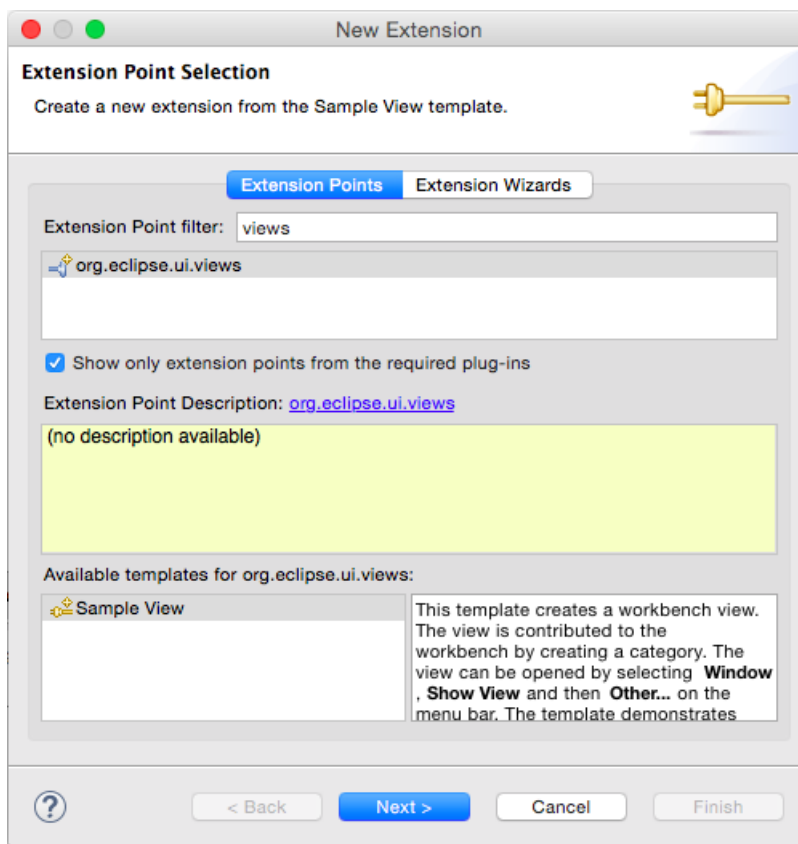 New Extension
Extension Point Selection
Create a new extension from the Sample View template.
Extension Points Extension Wizards
Extension Point filter: views
org.eclipse.ui.views
Show only extension points from the required plug-ins
Extension Point Description: org.eclipse.ui.views
(no description available)
Available templates for org.eclipse.ui.views:
Sample View
This template creates a workbench view.
The view is contributed to the
workbench by creating a category. The
view can be opened by selecting Window
, Show View and then Other... on the
menu bar. The template demonstrates
? < Back Next > Cancel Finish